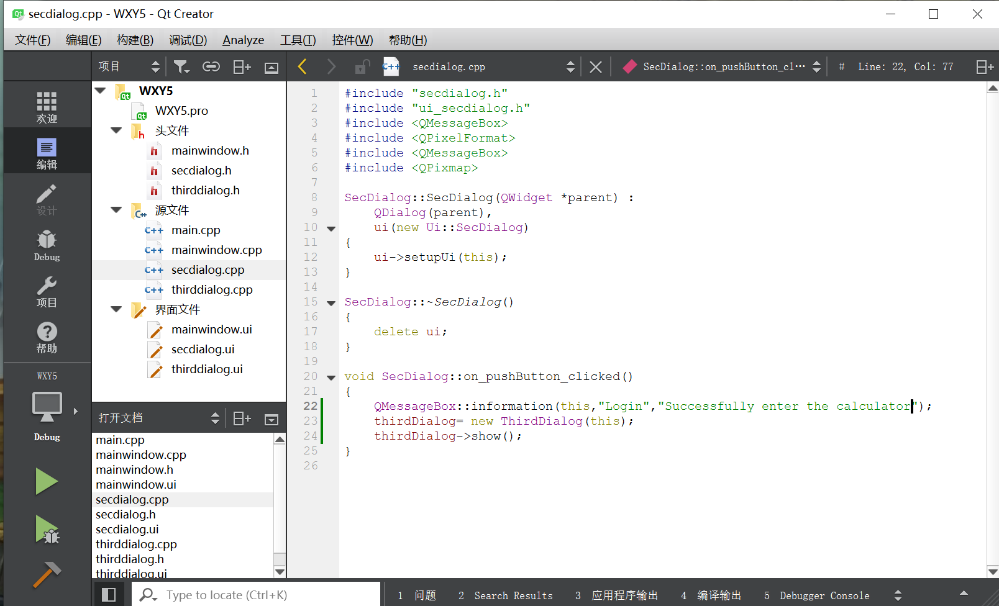 secdialog.cpp - WXY5 - Qt Creator
文件(F) 编辑(E) 构建(B) 调试(D) Analyze 工具(T) 控件(W) 帮助(H)
项目
secdialog.cpp
SecDialog::on_pushButton_cl··· # Line: 22, Col: 77
欢迎
编辑
设计
Debug
项目
帮助
WXY5
Debug
WXY5
WXY5.pro
头文件
mainwindow.h
secdialog.h
thirddialog.h
源文件
main.cpp
mainwindow.cpp
secdialog.cpp
thirddialog.cpp
界面文件
mainwindow.ui
secdialog.ui
thirddialog.ui
打开文档
main.cpp
mainwindow.cpp
mainwindow.h
mainwindow.ui
secdialog.cpp
secdialog.h
secdialog.ui
thirddialog.cpp
thirddialog.h
thirddialog.ui
1 #include "secdialog.h"
2 #include "ui_secdialog.h"
3 #include <QMessageBox>
4 #include <QPixelFormat>
5 #include <QMessageBox>
6 #include <QPixmap>
7
8 SecDialog::SecDialog(QWidget *parent) :
9     QDialog(parent),
10     ui(new Ui::SecDialog)
11 {
12     ui->setupUi(this);
13 }
14
15 SecDialog::~SecDialog()
16 {
17     delete ui;
18 }
19
20 void SecDialog::on_pushButton_clicked()
21 {
22     QMessageBox::information(this,"Login","Successfully enter the calculator");
23     thirdDialog= new ThirdDialog(this);
24     thirdDialog->show();
25 }
26
Type to locate (Ctrl+K)
1 问题 2 Search Results 3 应用程序输出 4 编译输出 5 Debugger Console